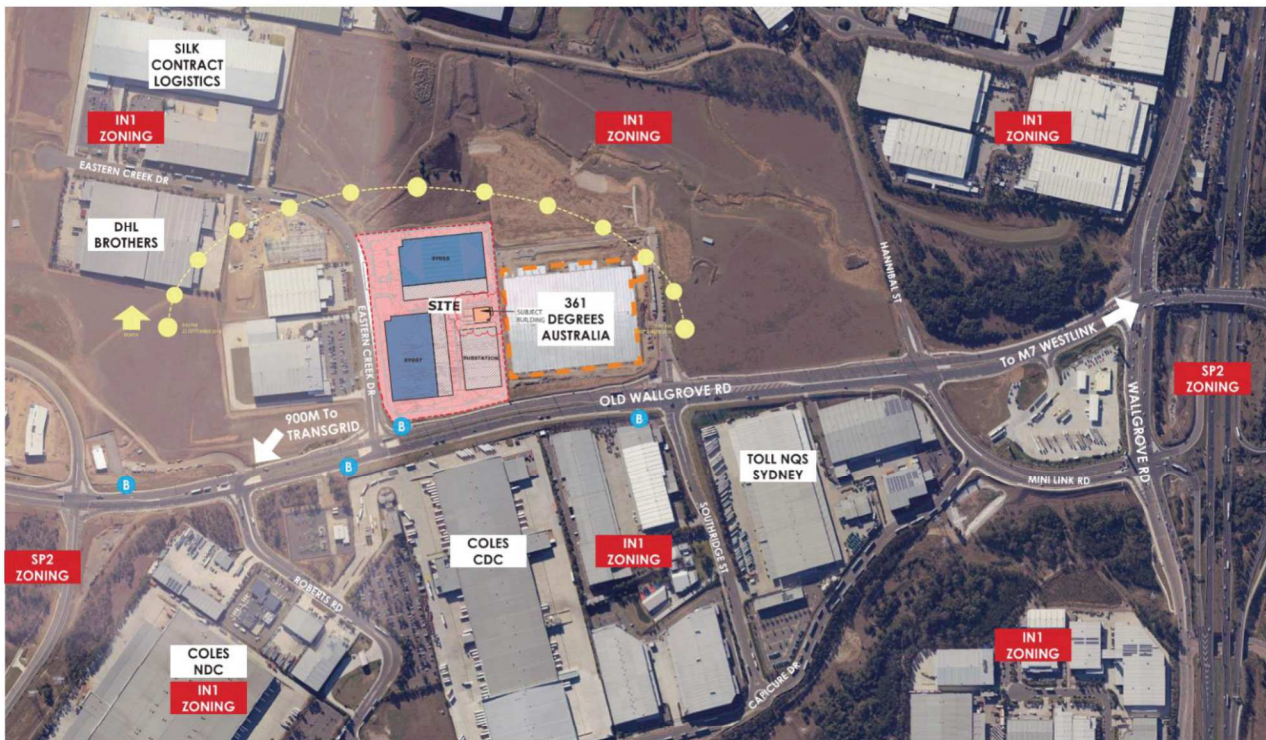 SILK
CONTRACT
LOGISTICS
IN1
ZONING
IN1
ZONING
IN1
ZONING
EASTERN CREEK DR
DHL
BROTHERS
SITE
SUBJECT
BUILDING
SUBSTATION
361
DEGREES
AUSTRALIA
HANNIBAL ST
EASTERN CREEK DR
To M7 WESTLINK
SP2
ZONING
WALLGROVE RD
OLD WALLGROVE RD
900M To
TRANSGRID
B
B
B
B
TOLL NQS
SYDNEY
MINI LINK RD
SOUTHRIDGE ST
COLES
CDC
IN1
ZONING
SP2
ZONING
ROBERTS RD
COLES
NDC
IN1
ZONING
CAPICURE DR
IN1
ZONING